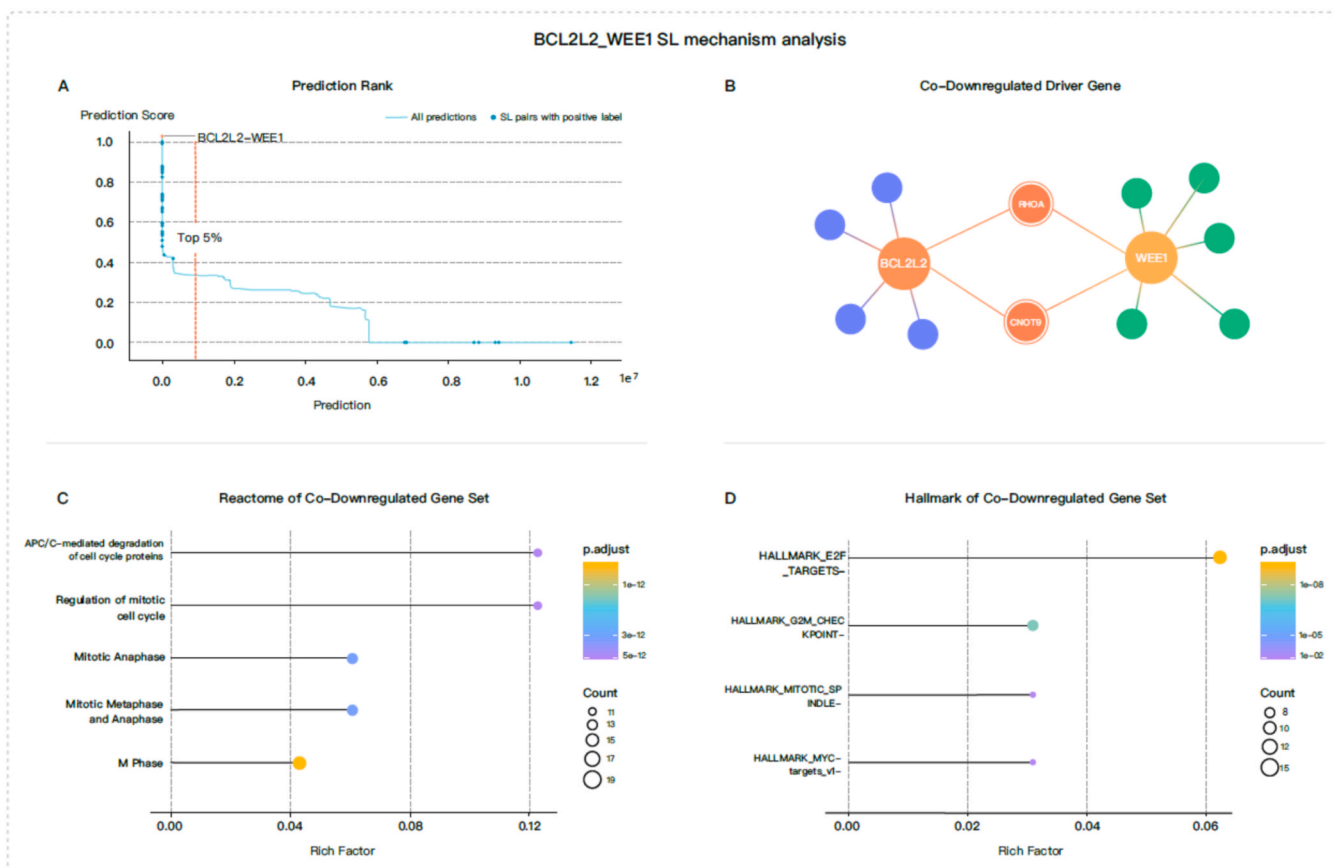 BCL2L2_WEE1 SL mechanism analysis
A
Prediction Rank
Prediction Score
All predictions
SL pairs with positive label
BCL2L2-WEE1
1.0
0.8
0.6
Top 5%
0.4
0.2
0.0
0.0
0.2
0.4
0.6
0.8
1.0
1.2
1e7
Prediction
B
Co-Downregulated Driver Gene
RHOA
BCL2L2
WEE1
CNOT9
C
Reactome of Co-Downregulated Gene Set
APC/C-mediated degradation
of cell cycle proteins
Regulation of mitotic
cell cycle
Mitotic Anaphase
Mitotic Metaphase
and Anaphase
M Phase
0.00
0.04
0.08
0.12
Rich Factor
p.adjust
1e-12
3e-12
5e-12
Count
11
13
15
17
19
D
Hallmark of Co-Downregulated Gene Set
HALLMARK_E2F
_TARGETS-
HALLMARK_G2M_CHEC
KPOINT-
HALLMARK_MITOTIC_SP
INDLE-
HALLMARK_MYC-
targets_v1-
0.00
0.02
0.04
0.06
Rich Factor
p.adjust
1e-08
1e-05
1e-02
Count
8
10
12
15